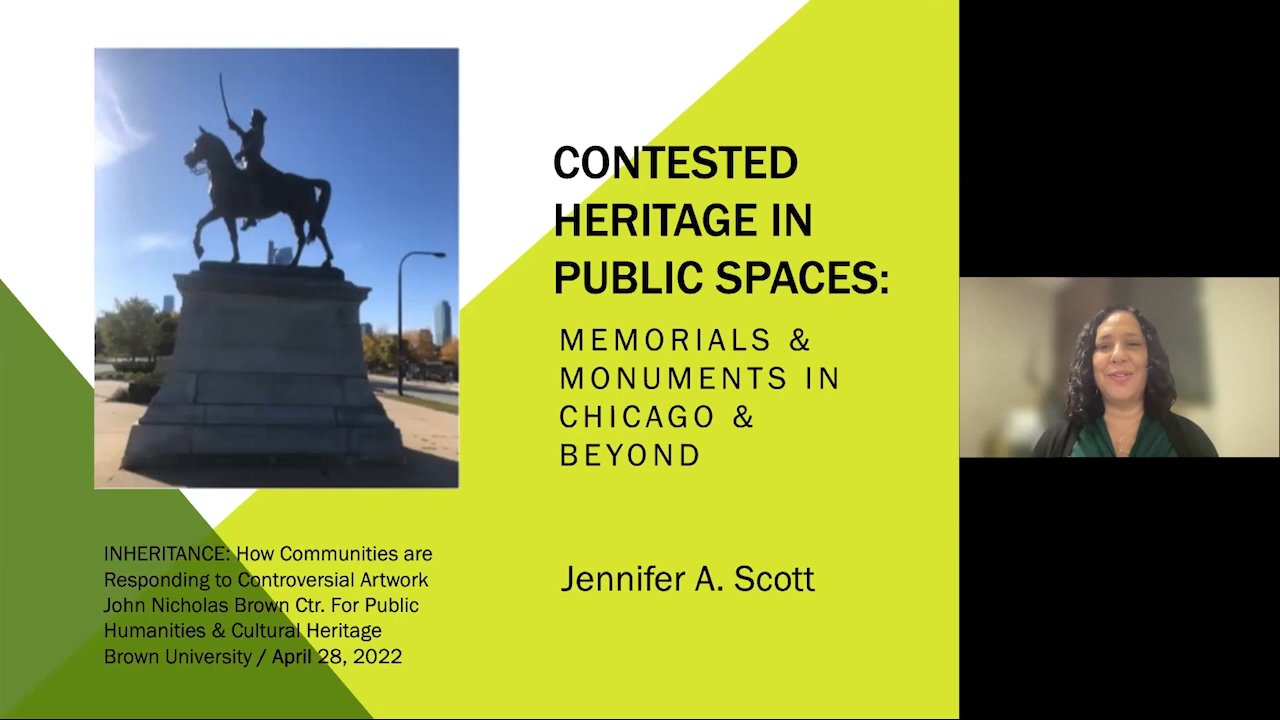 CONTESTED
HERITAGE IN
PUBLIC SPACES:
MEMORIALS &
MONUMENTS IN
CHICAGO &
BEYOND
Jennifer A. Scott
INHERITANCE: How Communities are
Responding to Controversial Artwork
John Nicholas Brown Ctr. For Public
Humanities & Cultural Heritage
Brown University / April 28, 2022